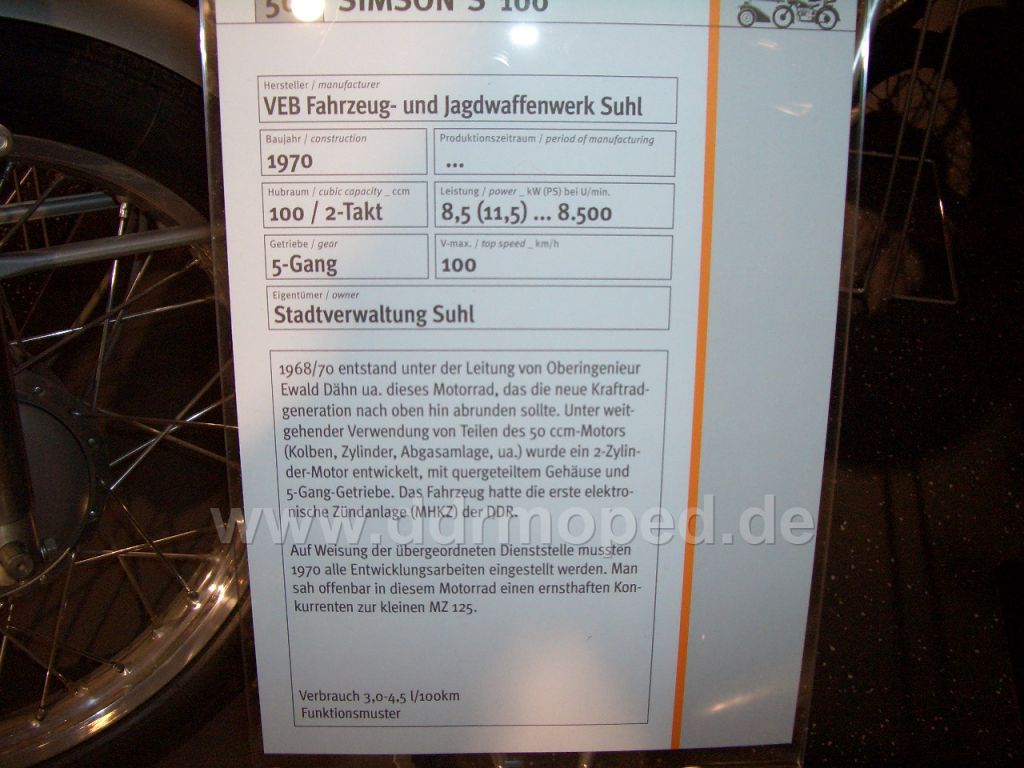 SIMSON S 100
Hersteller / manufacturer
VEB Fahrzeug- und Jagdwaffenwerk Suhl
Baujahr / construction
1970
Produktionszeitraum / period of manufacturing
...
Hubraum / cubic capacity _ ccm
100 / 2-Takt
Leistung / power _ kW (PS) bei U/min.
8,5 (11,5) ... 8.500
Getriebe / gear
5-Gang
V-max. / top speed _ km/h
100
Eigentümer / owner
Stadtverwaltung Suhl
1968/70 entstand unter der Leitung von Oberingenieur
Ewald Dähn ua. dieses Motorrad, das die neue Kraftrad-
generation nach oben hin abrunden sollte. Unter weit-
gehender Verwendung von Teilen des 50 ccm-Motors
(Kolben, Zylinder, Abgasamlage, ua.) wurde ein 2-Zylin-
der-Motor entwickelt, mit quergeteiltem Gehäuse und
5-Gang-Getriebe. Das Fahrzeug hatte die erste elektro-
nische Zündanlage (MHKZ) der DDR.
www.ddrmoped.de
Auf Weisung der übergeordneten Dienststelle mussten
1970 alle Entwicklungsarbeiten eingestellt werden. Man
sah offenbar in diesem Motorrad einen ernsthaften Kon-
kurrenten zur kleinen MZ 125.
Verbrauch 3,0-4,5 l/100km
Funktionsmuster